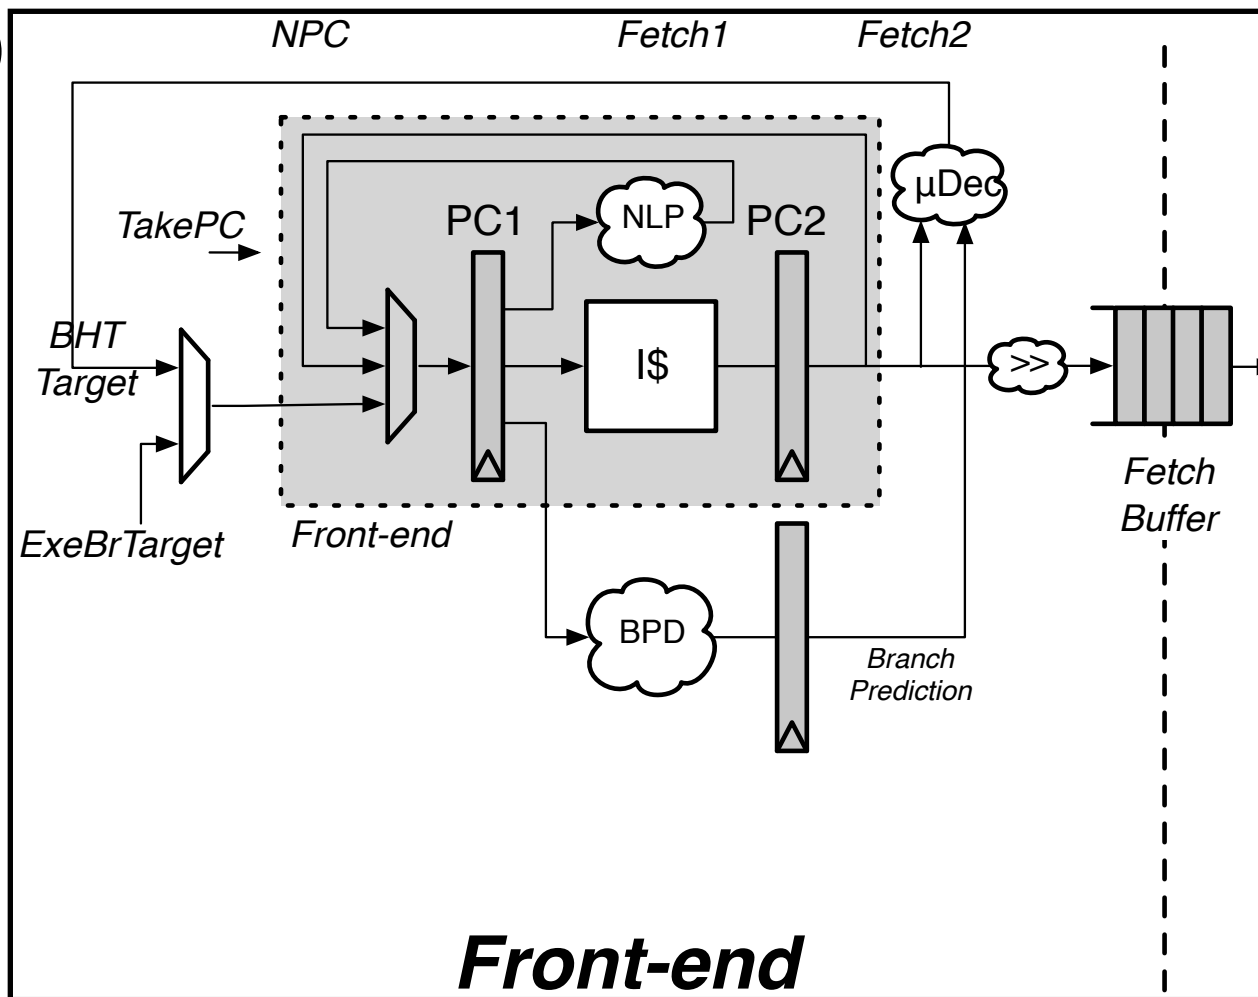 NPC
Fetch1
Fetch2
µDec
NLP
PC1
PC2
TakePC
BHT
Target
I$
>>
Fetch
Buffer
Front-end
ExeBrTarget
BPD
Branch
Prediction
Front-end